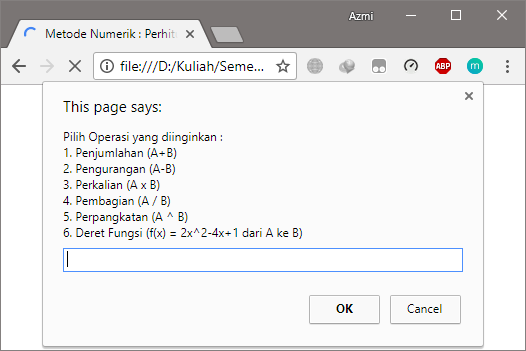 Azmi
Metode Numerik : Perhit
file:///D:/Kuliah/Seme...
ABP
m
This page says:
Pilih Operasi yang diinginkan :
1. Penjumlahan (A+B)
2. Pengurangan (A-B)
3. Perkalian (A x B)
4. Pembagian (A / B)
5. Perpangkatan (A ^ B)
6. Deret Fungsi (f(x) = 2x^2-4x+1 dari A ke B)
OK Cancel